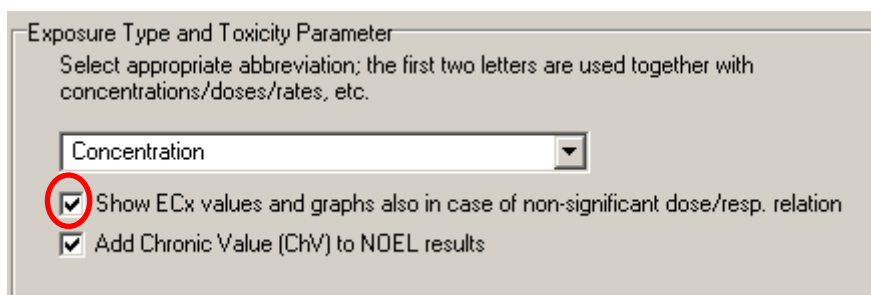 Exposure Type and Toxicity Parameter
Select appropriate abbreviation; the first two letters are used together with
concentrations/doses/rates, etc.
Concentration
Show ECx values and graphs also in case of non-significant dose/resp. relation
Add Chronic Value (ChV) to NOEL results